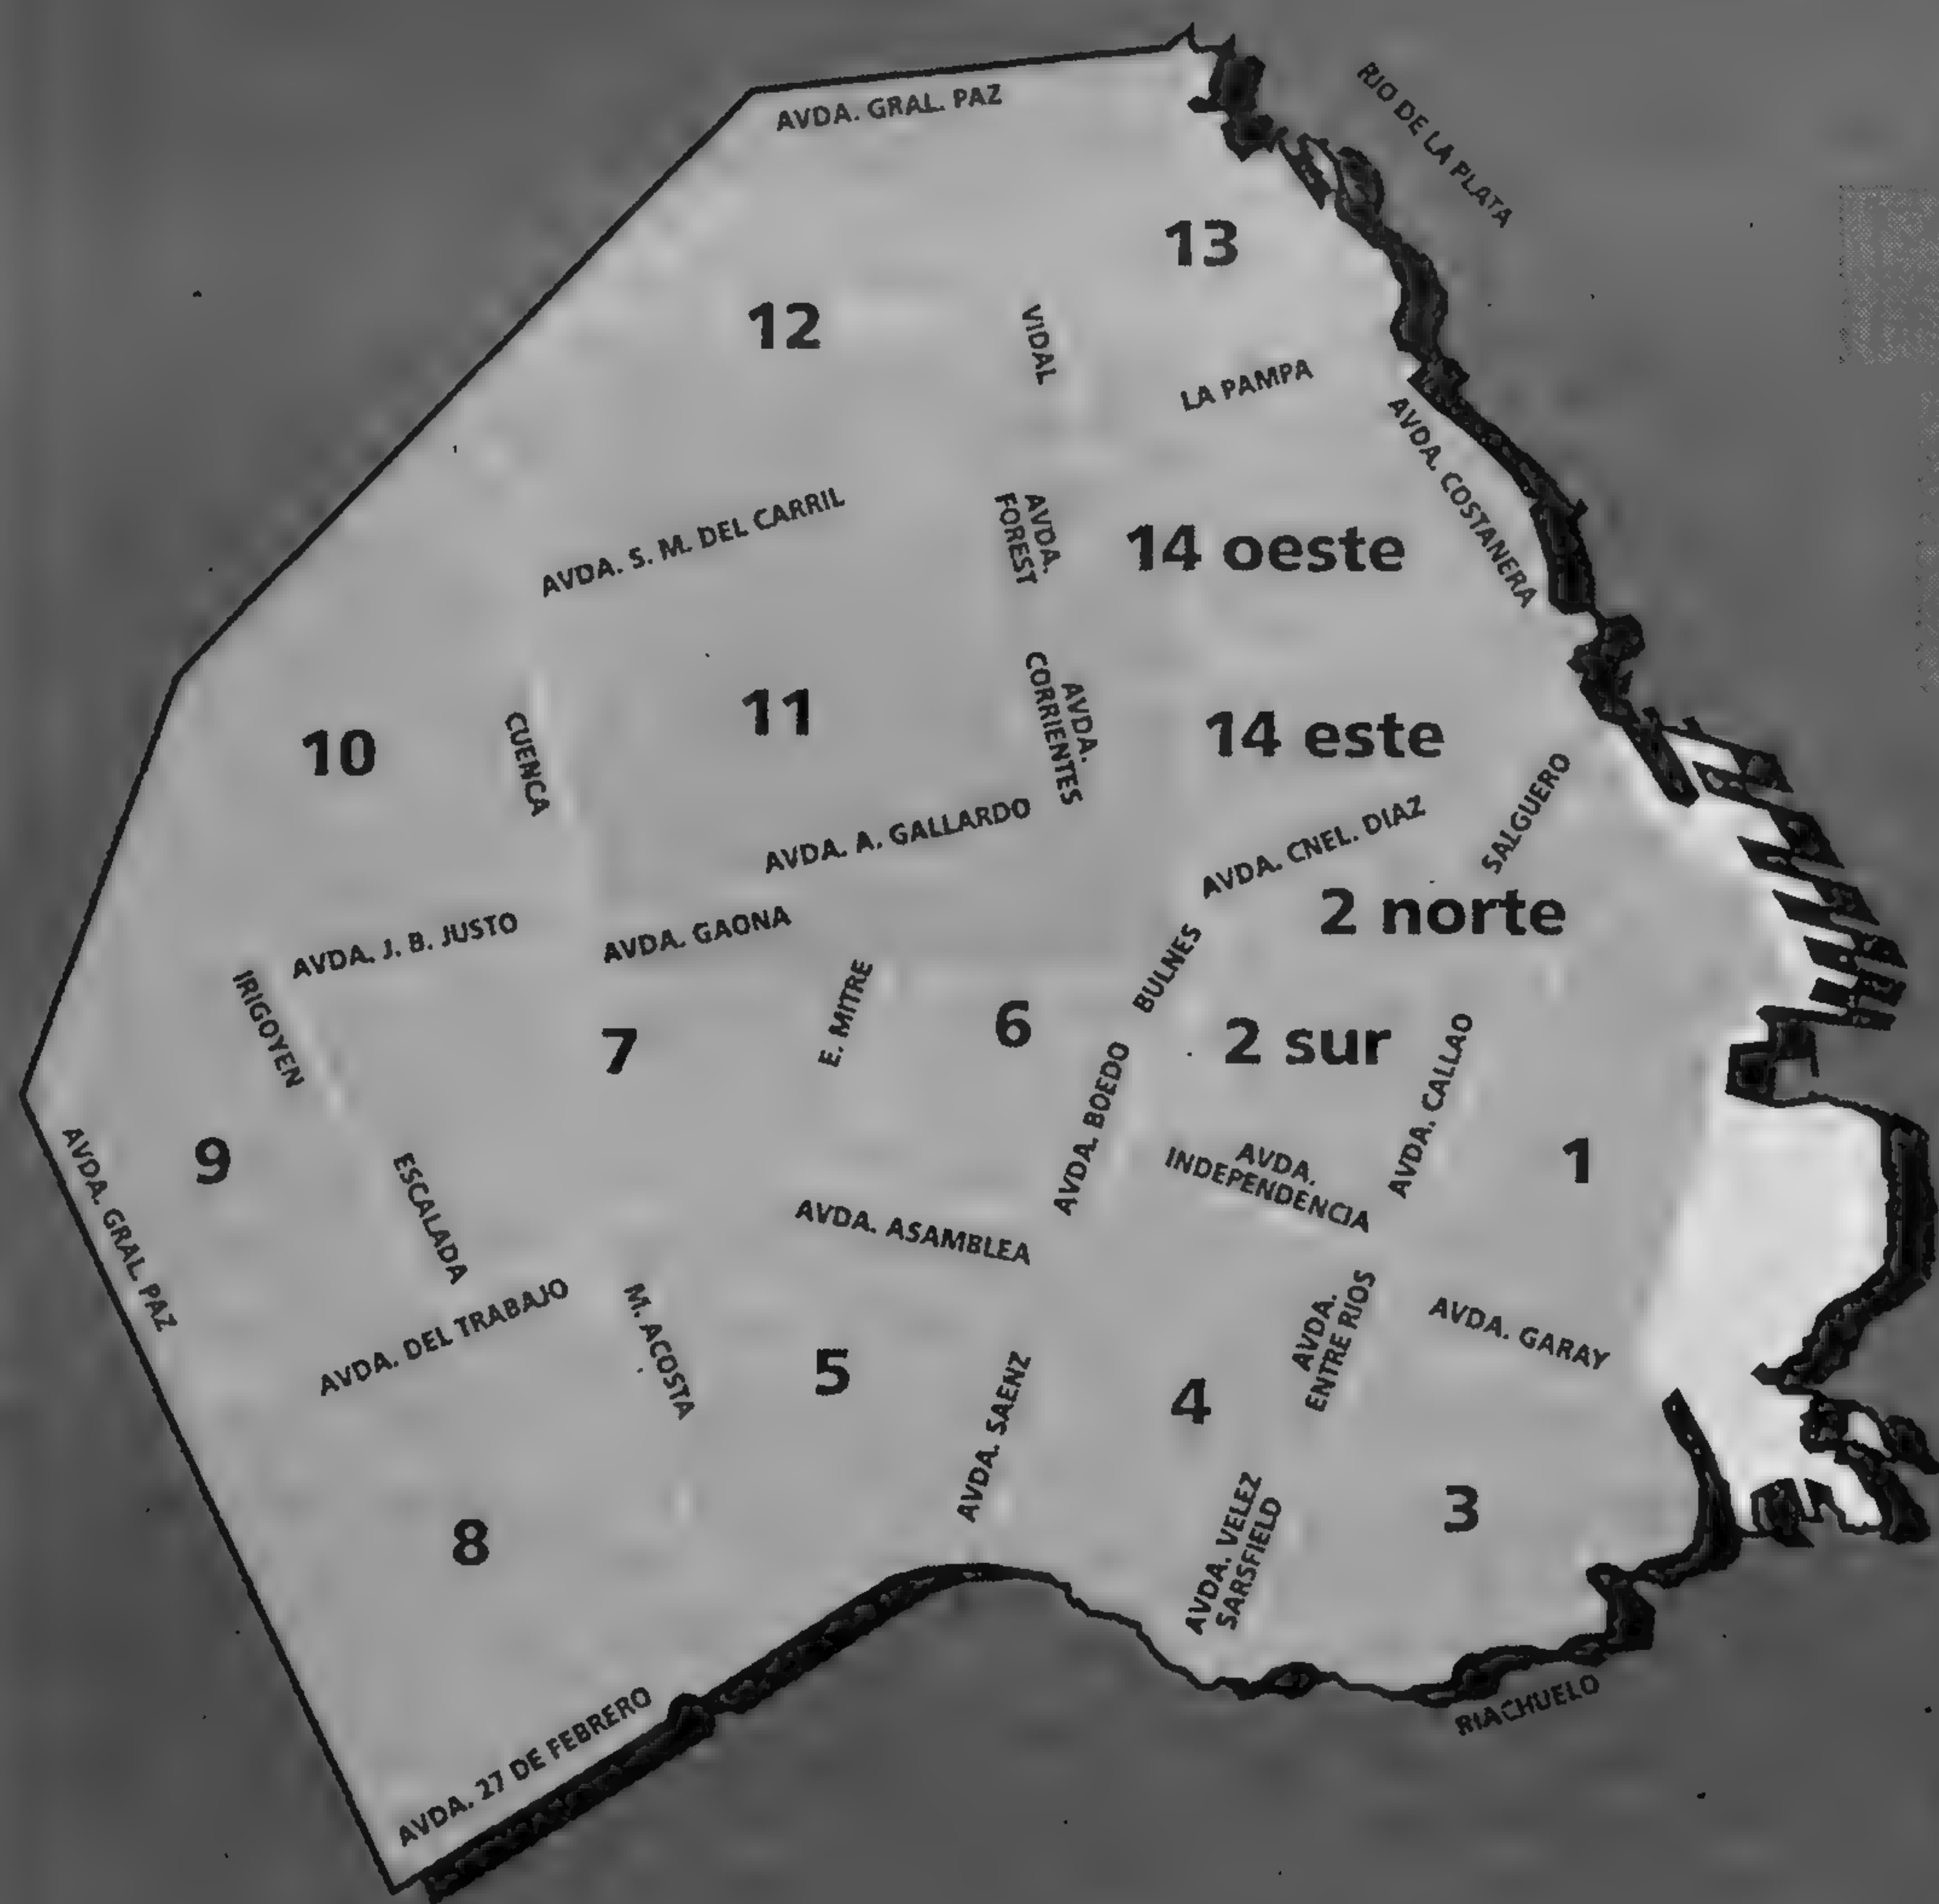 AVDA. GRAL. PAZ
RIO DE LA PLATA
13
12
VIDAL
LA PAMPA
AVDA. COSTANERA
AVDA. S. M. DEL CARRIL
AVDA.
FOREST
14 oeste
10
CUENCA
11
AVDA.
CORRIENTES
14 este
SALGUERO
AVDA. A. GALLARDO
AVDA. CNEL. DIAZ
2 norte
AVDA. J. B. JUSTO
AVDA. GAONA
BULNES
IRIGOYEN
7
E. MITRE
6
2 sur
AVDA. CALLAO
AVDA. BOEDO
9
AVDA. GRAL. PAZ
ESCALADA
AVDA.
INDEPENDENCIA
1
AVDA. ASAMBLEA
AVDA. DEL TRABAJO
M. ACOSTA
5
AVDA. SAENZ
4
AVDA.
ENTRE RIOS
AVDA. GARAY
8
AVDA. VELEZ
SARSFIELD
3
AVDA. 27 DE FEBRERO
RIACHUELO